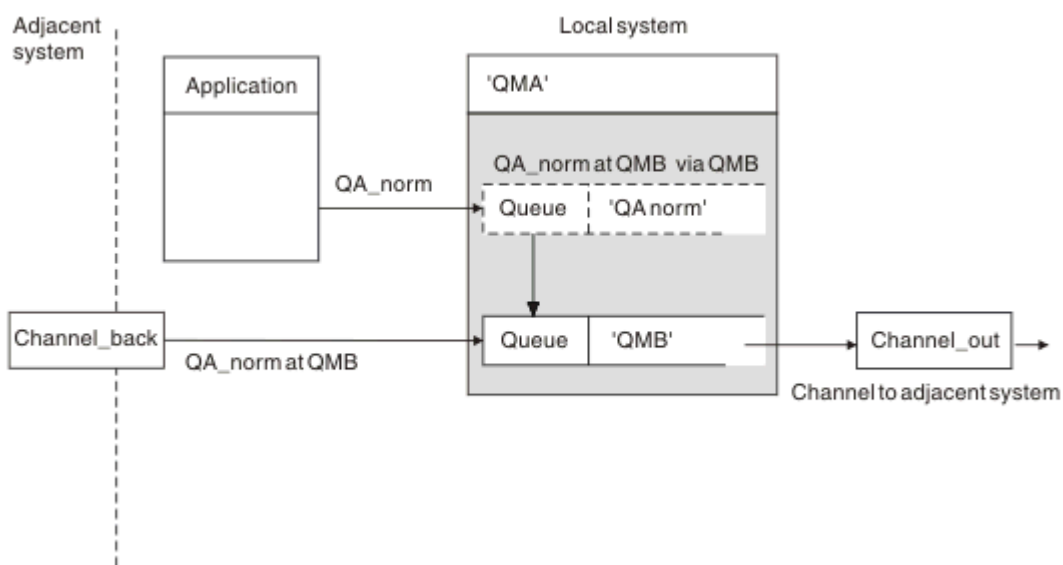 Adjacent
system
Local system
Application
'QMA'
QA_norm at QMB via QMB
QA_norm
Queue
'QA norm'
Channel_back
QA_norm at QMB
Queue
'QMB'
Channel_out
Channel to adjacent system